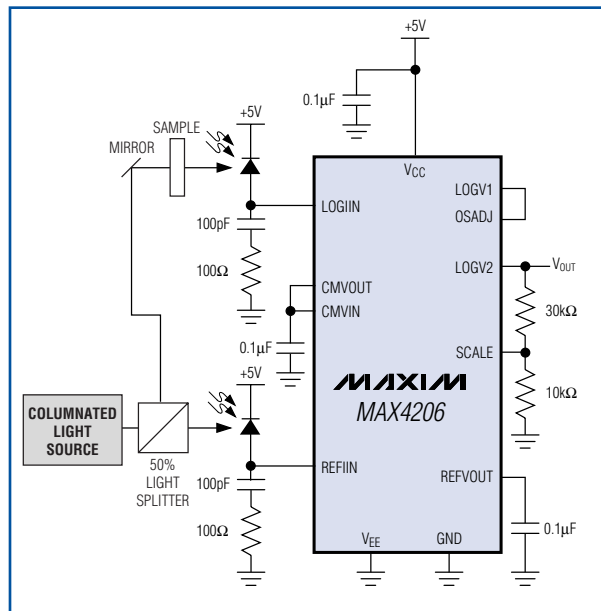 +5V
0.1µF
+5V
SAMPLE
MIRROR
VCC
LOGV1
OSADJ
LOGIIN
100pF
100Ω
LOGV2
VOUT
CMVOUT
CMVIN
30kΩ
0.1µF
SCALE
+5V
MAXIM
MAX4206
10kΩ
COLUMNATED
LIGHT
SOURCE
50%
LIGHT
SPLITTER
REFIIN
REFVOUT
100pF
100Ω
0.1µF
VEE
GND